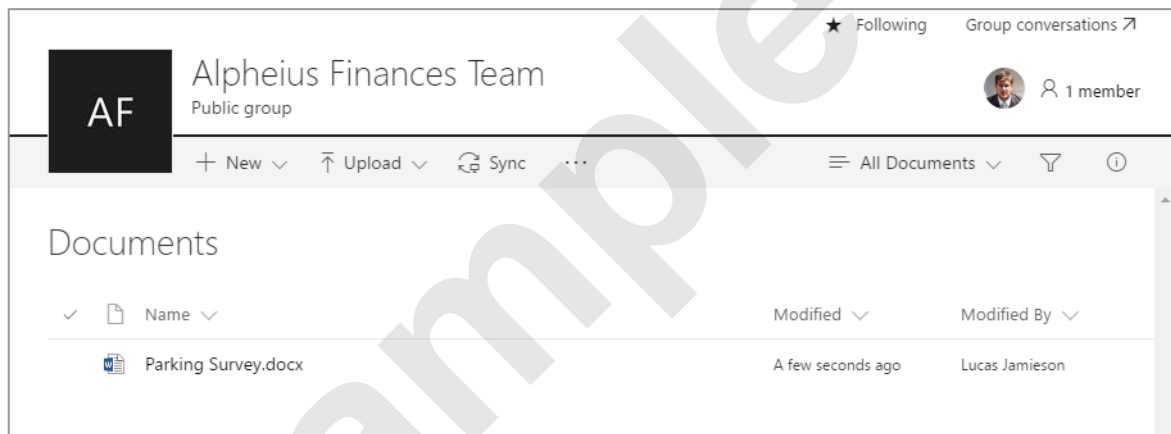 Following Group conversations
Alpheius Finances Team
AF
Public group
1 member
New Upload Sync ... All Documents
Documents
Name Modified Modified By
Parking Survey.docx A few seconds ago Lucas Jamieson
Sample